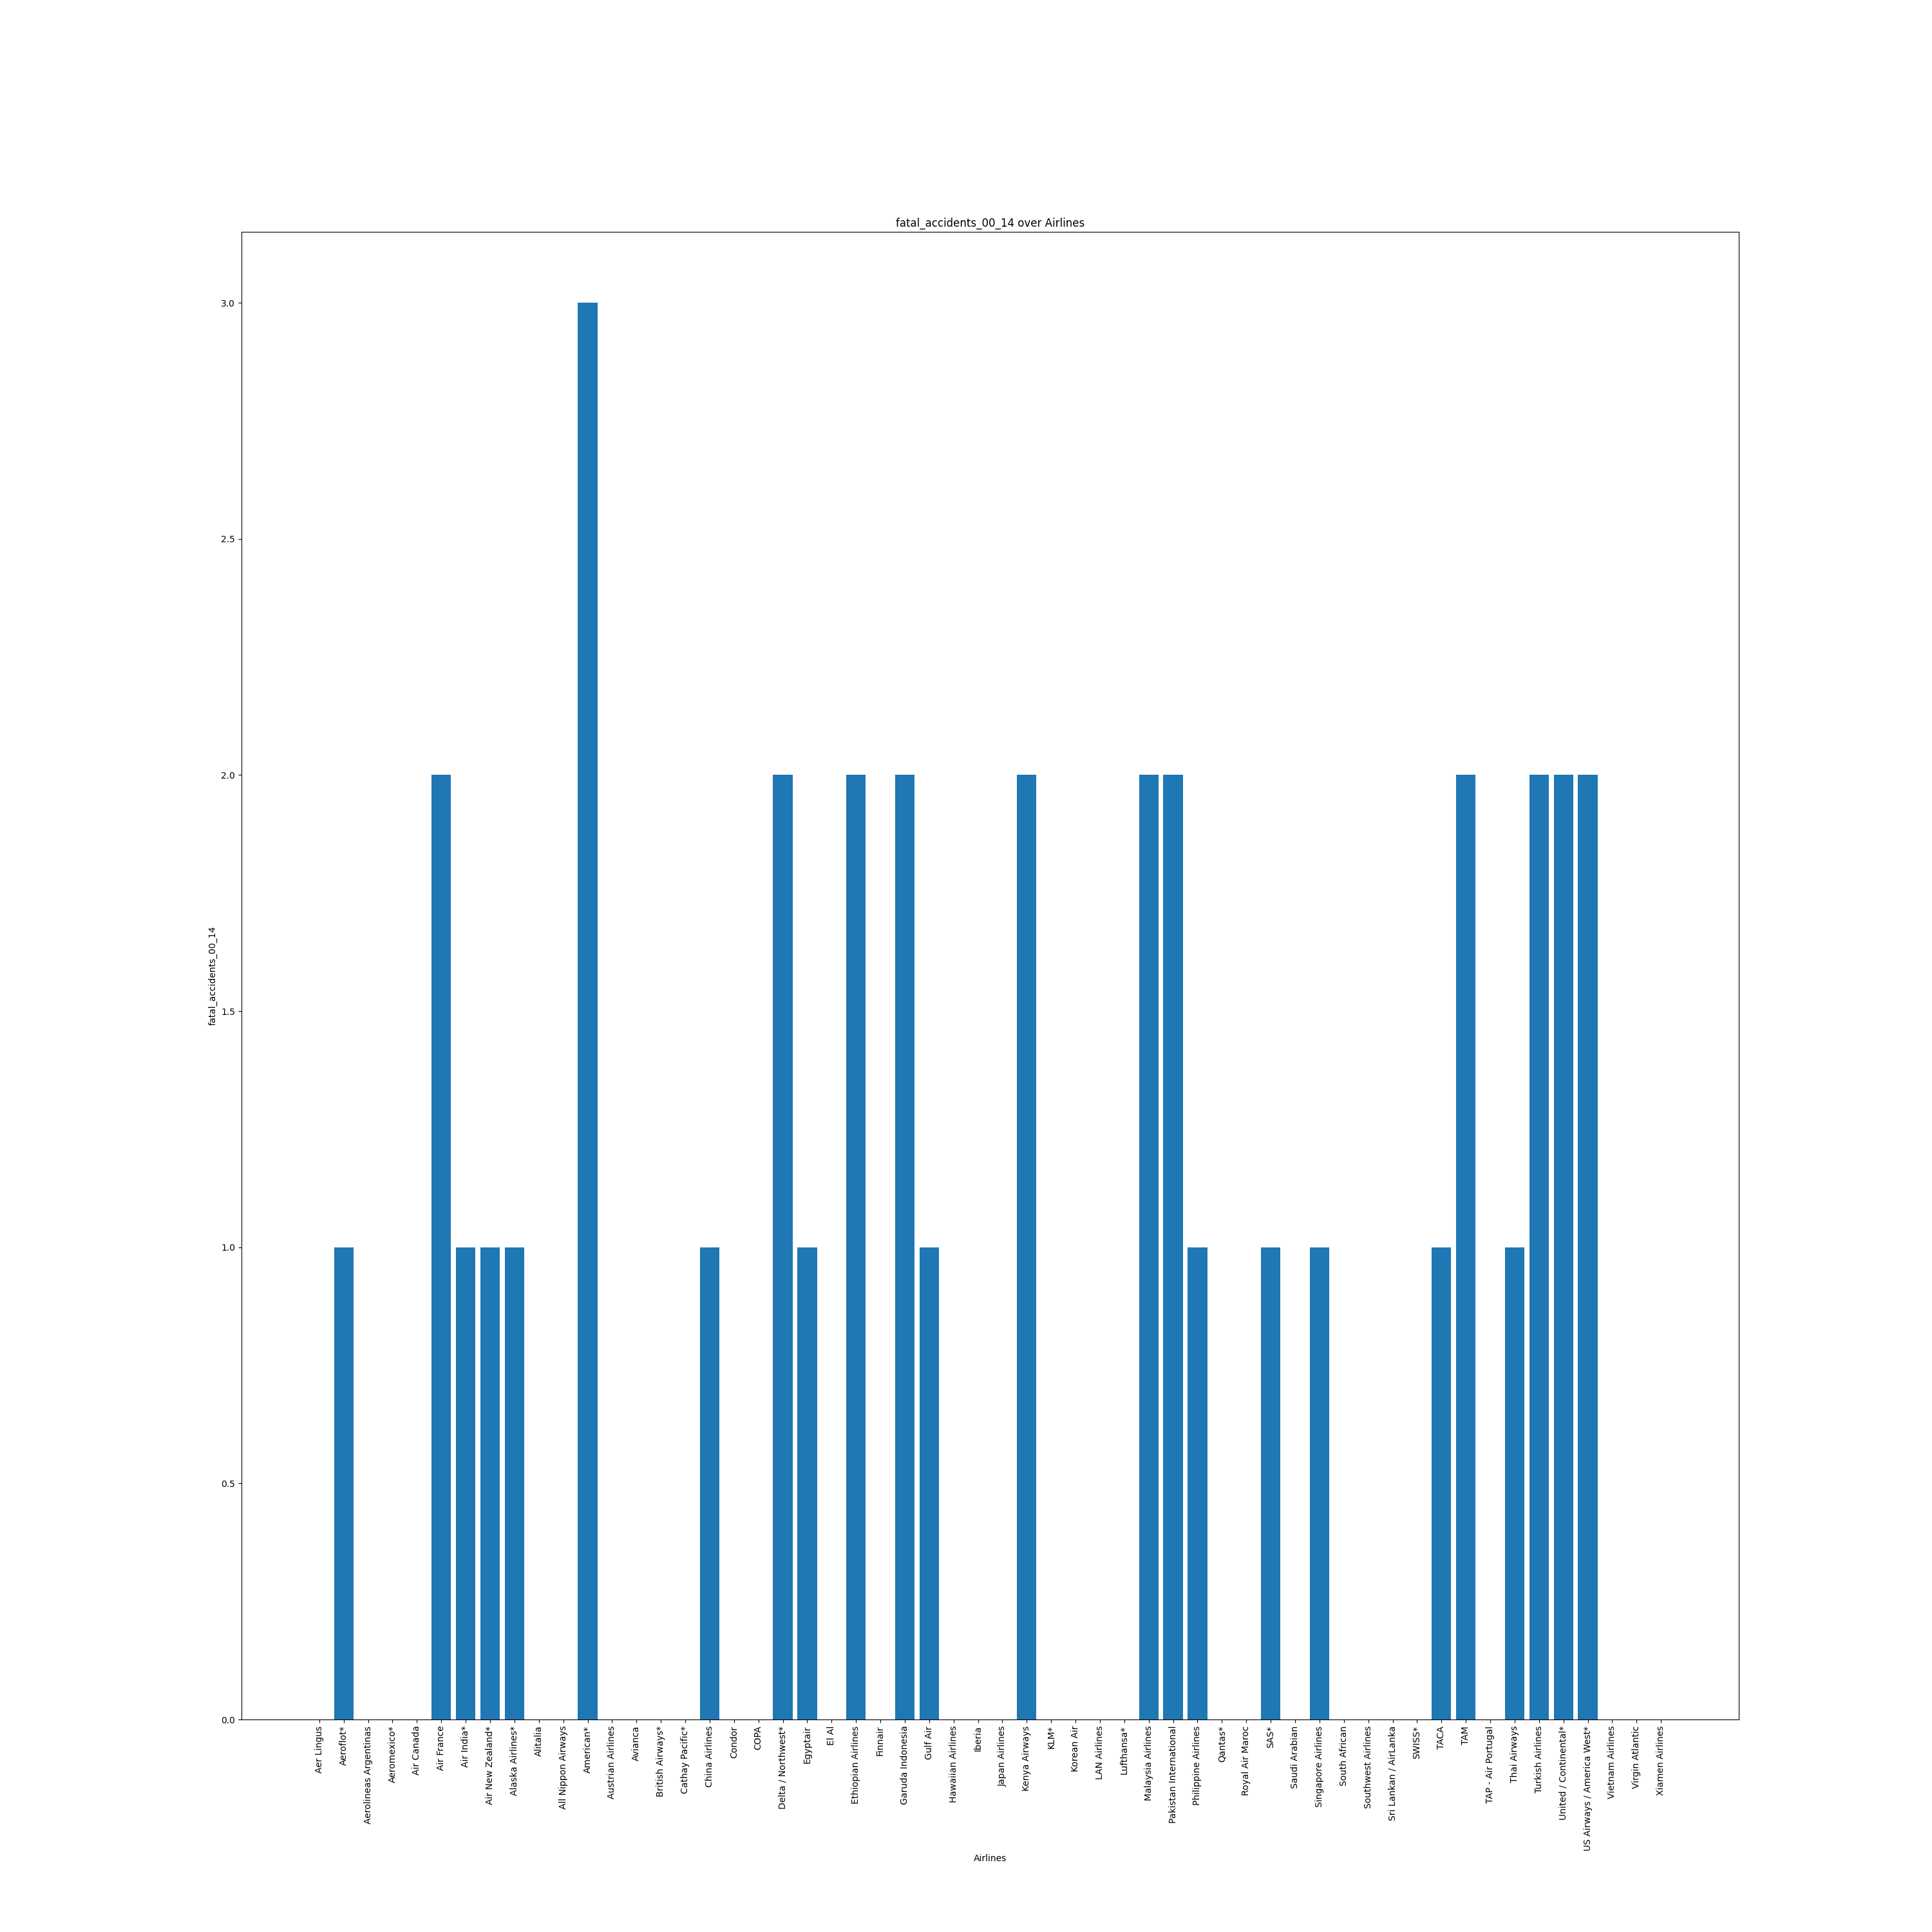 fatal_accidents_00_14 over Airlines
3.0
2.5
2.0
1.5
1.0
0.5
0.0
fatal_accidents_00_14
Aer Lingus
Aeroflot*
Aerolineas Argentinas
Aeromexico*
Air Canada
Air France
Air India*
Air New Zealand*
Alaska Airlines*
Alitalia
All Nippon Airways
American*
Austrian Airlines
Avianca
British Airways*
Cathay Pacific*
China Airlines
Condor
COPA
Delta / Northwest*
Egyptair
El Al
Ethiopian Airlines
Finnair
Garuda Indonesia
Gulf Air
Hawaiian Airlines
Iberia
Japan Airlines
Kenya Airways
KLM*
Korean Air
LAN Airlines
Lufthansa*
Malaysia Airlines
Pakistan International
Philippine Airlines
Qantas*
Royal Air Maroc
SAS*
Saudi Arabian
Singapore Airlines
South African
Southwest Airlines
Sri Lankan / AirLanka
SWISS*
TACA
TAM
TAP - Air Portugal
Thai Airways
Turkish Airlines
United / Continental*
US Airways / America West*
Vietnam Airlines
Virgin Atlantic
Xiamen Airlines
Airlines